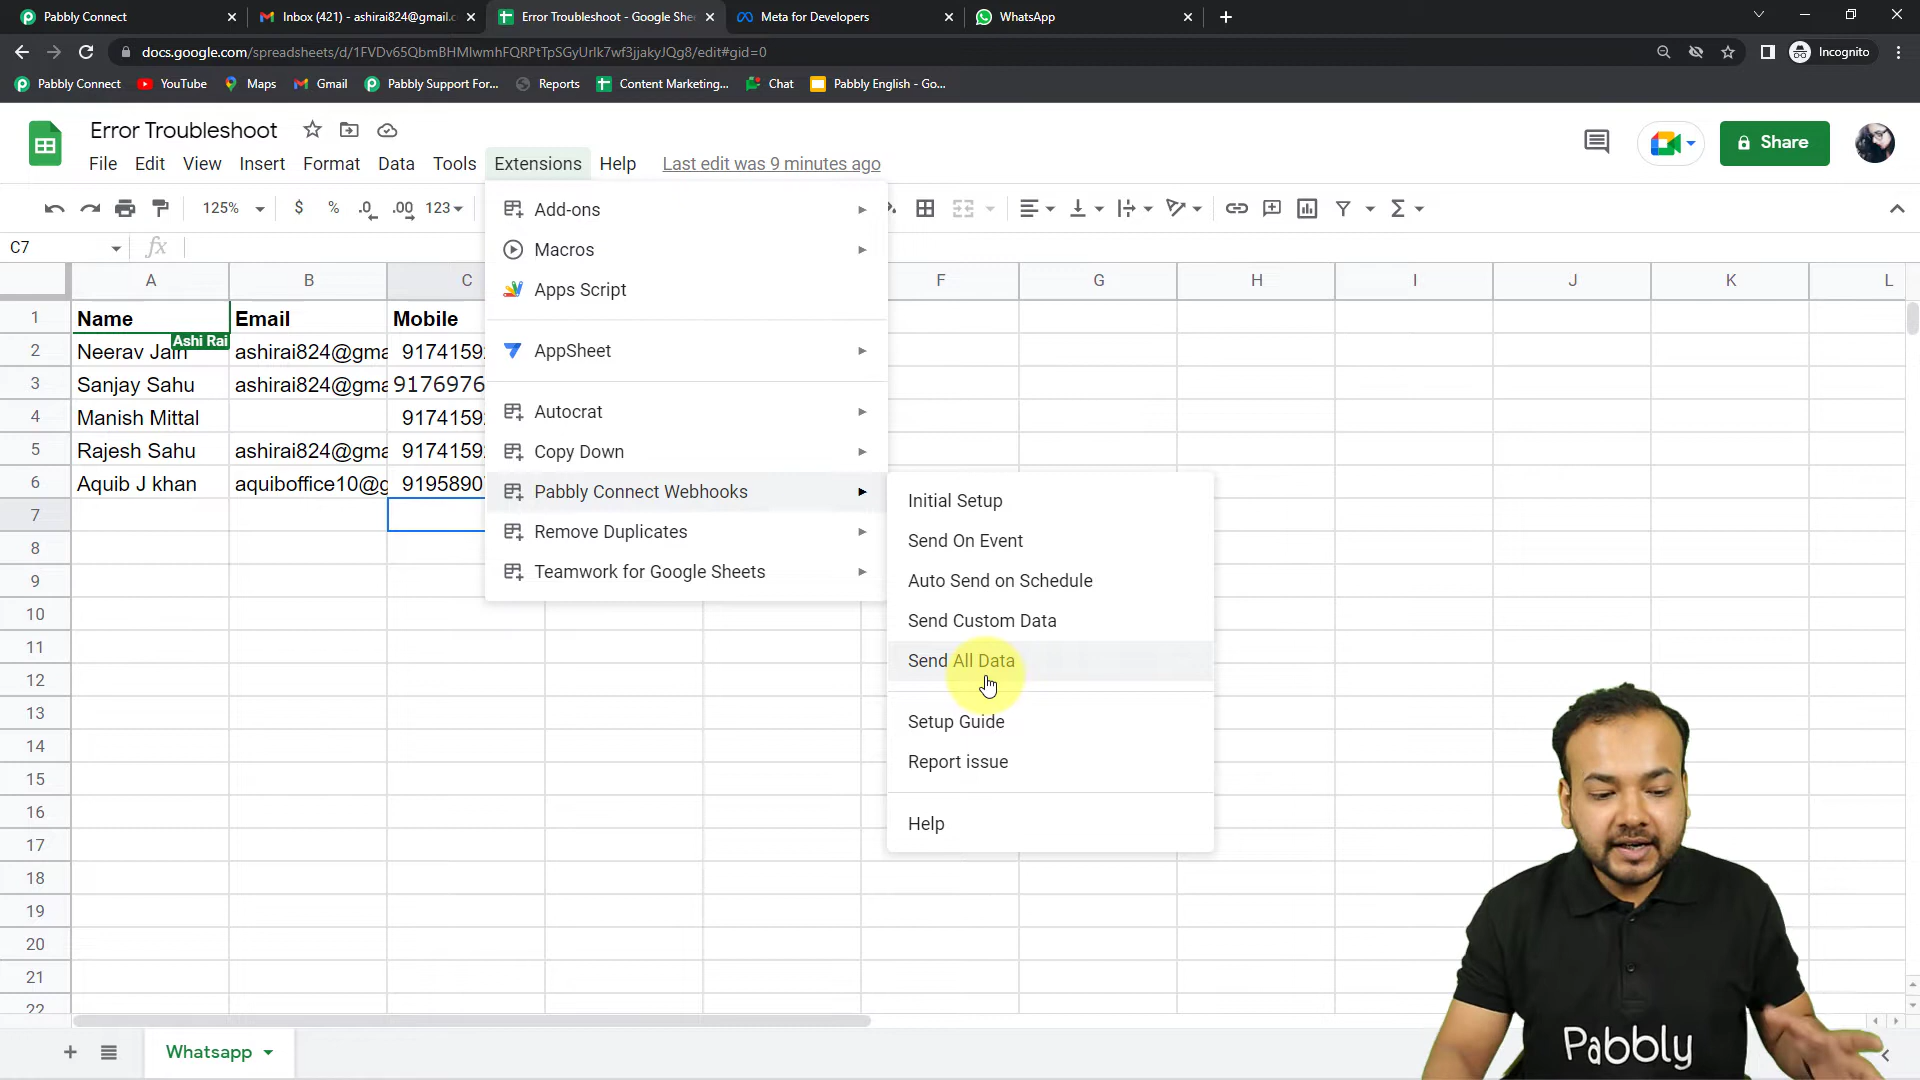 Pabbly Connect
Inbox (421) - ashirai824@gmail.c
Error Troubleshoot - Google She
Meta for Developers
WhatsApp
docs.google.com/spreadsheets/d/1FVDv65QbmBHMlwmhFQRPtTpSGyUrlk7wf3jjakyJQg8/edit#gid=0
Incognito
Pabbly Connect
YouTube
Maps
Gmail
Pabbly Support For...
Reports
Content Marketing...
Chat
Pabbly English - Go...
Error Troubleshoot
File Edit View Insert Format Data Tools Extensions Help Last edit was 9 minutes ago
Share
125% $ % .0 .00 123
C7 fx
A B C F G H I J K L
1 Name Email Mobile
Ashi Rai
2 Neerav Jain ashirai824@gma 9174159
3 Sanjay Sahu ashirai824@gma 9176976
4 Manish Mittal 9174159
5 Rajesh Sahu ashirai824@gma 9174159
6 Aquib J khan aquiboffice10@g 9195890
7
8
9
10
11
12
13
14
15
16
17
18
19
20
21
22
Add-ons
Macros
Apps Script
AppSheet
Autocrat
Copy Down
Pabbly Connect Webhooks
Remove Duplicates
Teamwork for Google Sheets
Initial Setup
Send On Event
Auto Send on Schedule
Send Custom Data
Send All Data
Setup Guide
Report issue
Help
Whatsapp
Pabbly